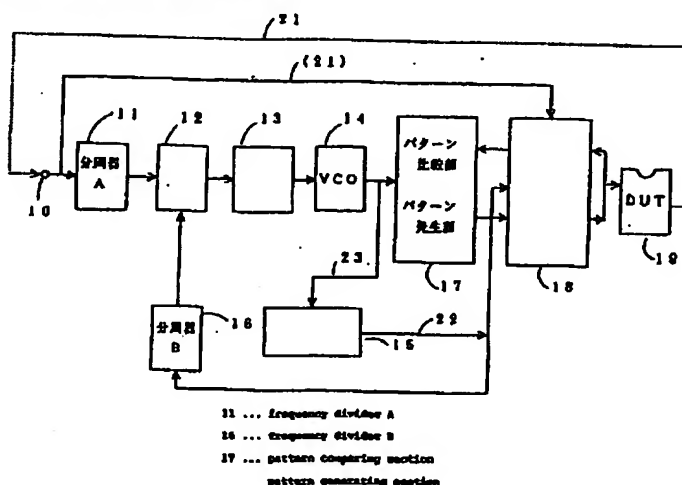 21
(21)
11
12
13
14
分周器
A
VCO
パターン
比較部
パターン
発生部
DUT
10
23
17
18
19
16
分周器
B
22
15
11 ... frequency divider A
16 ... frequency divider B
17 ... pattern comparing section
pattern generating section